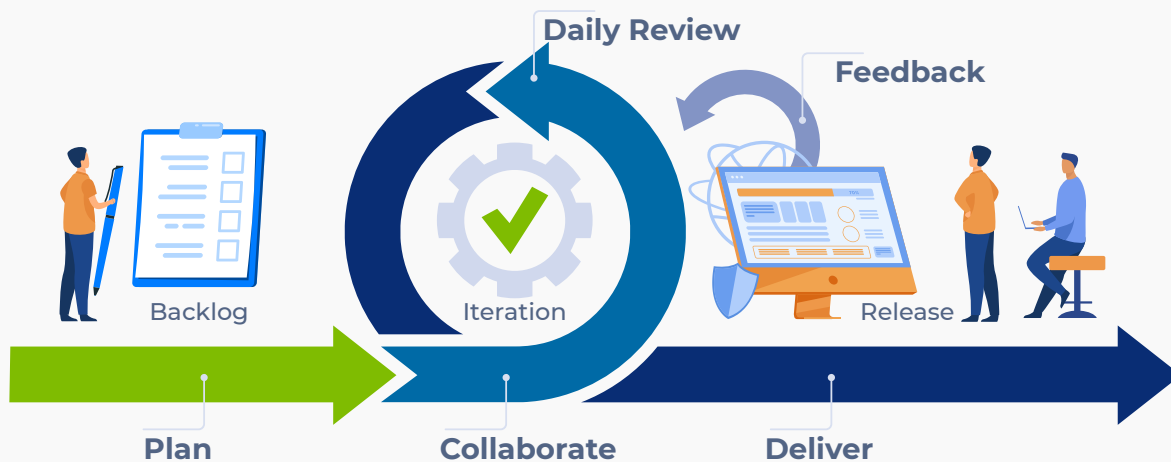 Daily Review
Feedback
Backlog
Iteration
Release
Plan
Collaborate
Deliver